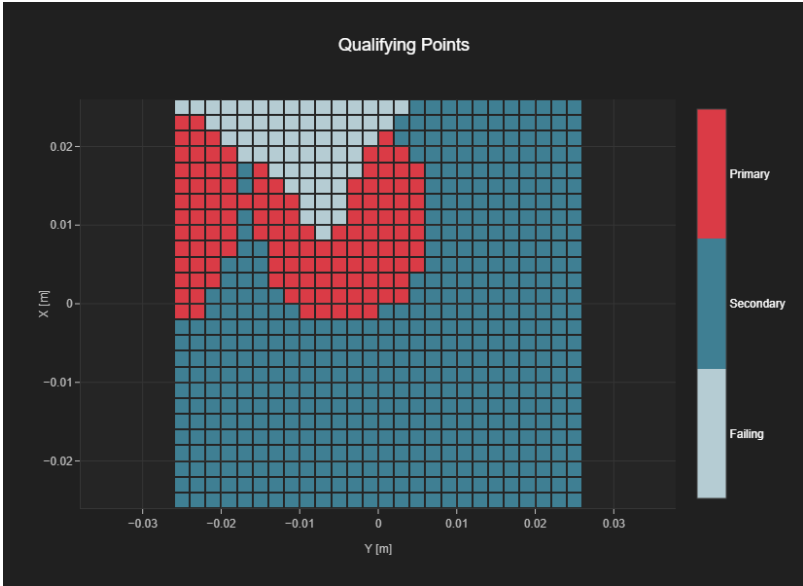 Qualifying Points
0.02
0.01
0
−0.01
−0.02
X [m]
−0.03
−0.02
−0.01
0
0.01
0.02
0.03
Y [m]
Primary
Secondary
Failing